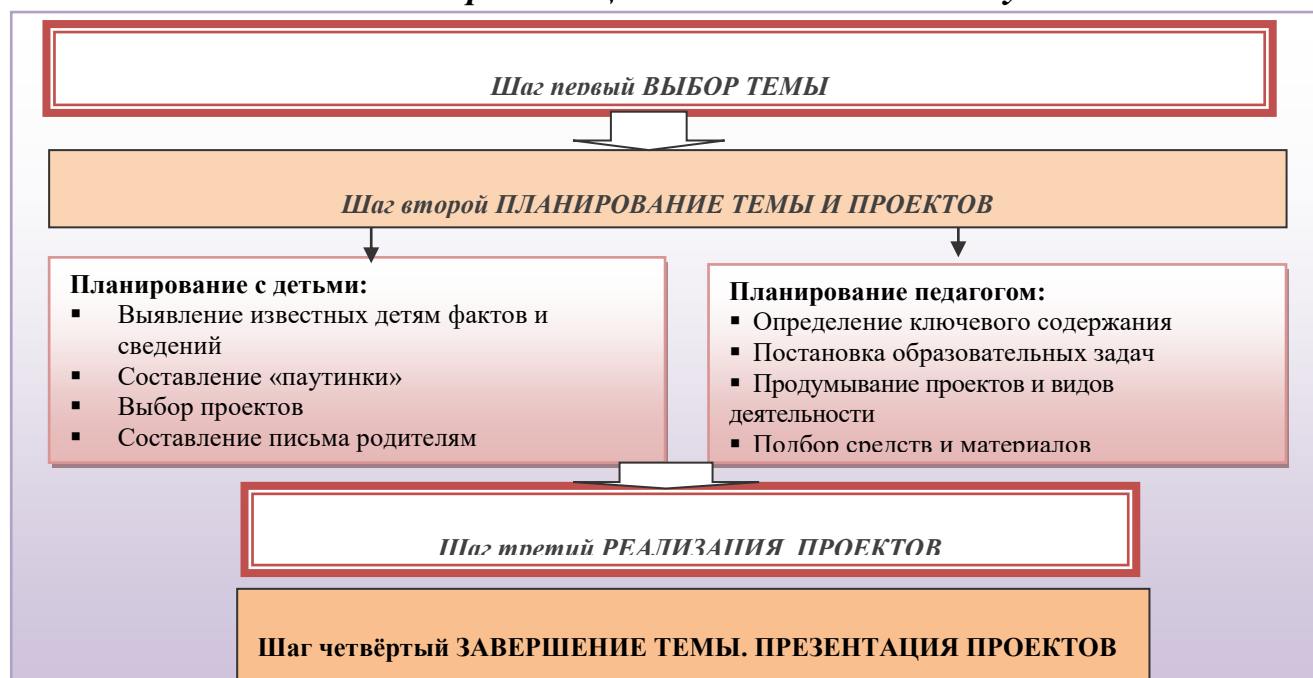 Шаг первый ВЫБОР ТЕМЫ
Шаг второй ПЛАНИРОВАНИЕ ТЕМЫ И ПРОЕКТОВ
Планирование с детьми:
▪ Выявление известных детям фактов и
сведений
▪ Составление «паутинки»
▪ Выбор проектов
▪ Составление письма родителям
Планирование педагогом:
▪ Определение ключевого содержания
▪ Постановка образовательных задач
▪ Продумывание проектов и видов
деятельности
▪ Подбор средств и материалов
Шаг третий РЕАЛИЗАЦИЯ ПРОЕКТОВ
Шаг четвёртый ЗАВЕРШЕНИЕ ТЕМЫ. ПРЕЗЕНТАЦИЯ ПРОЕКТОВ